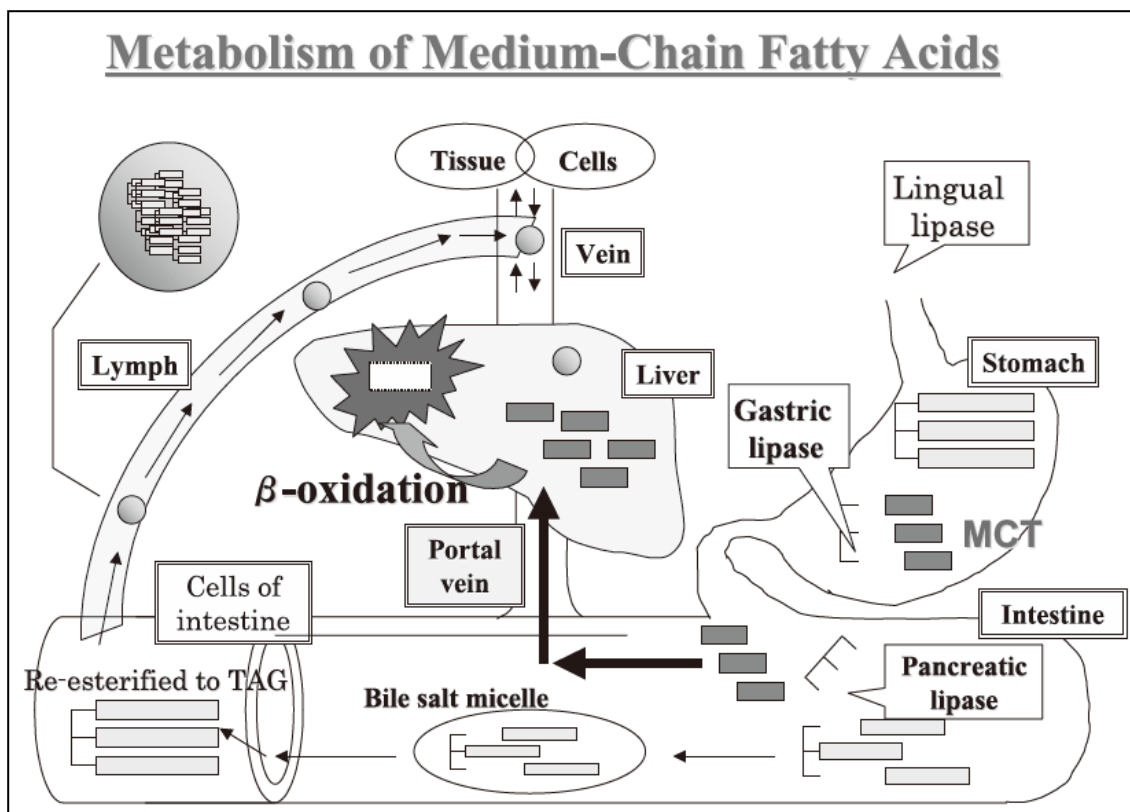 Metabolism of Medium-Chain Fatty Acids
Tissue
Cells
Lingual
lipase
Vein
Lymph
Liver
Stomach
Gastric
lipase
β-oxidation
MCT
Portal
vein
Cells of
intestine
Intestine
Re-esterified to TAG
Pancreatic
lipase
Bile salt micelle